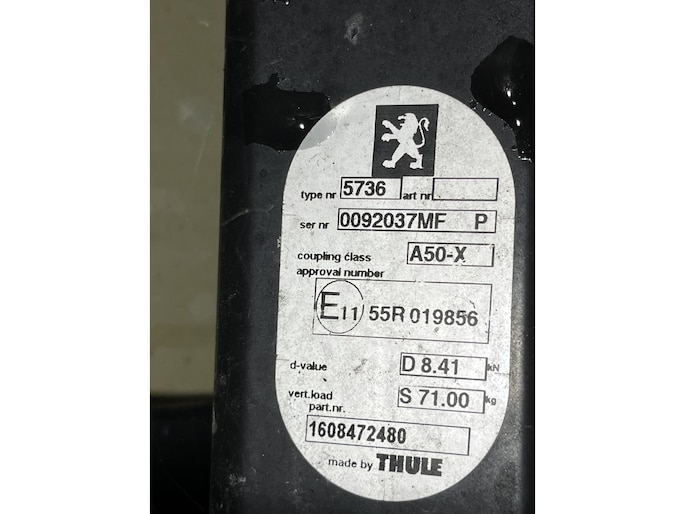 type nr 5736 art nr
ser nr 0092037MF P
coupling class A50-X
approval number
E11 55R 019856
d-value D 8.41 kN
vert.load S 71.00 kg
part.nr.
1608472480
made by THULE